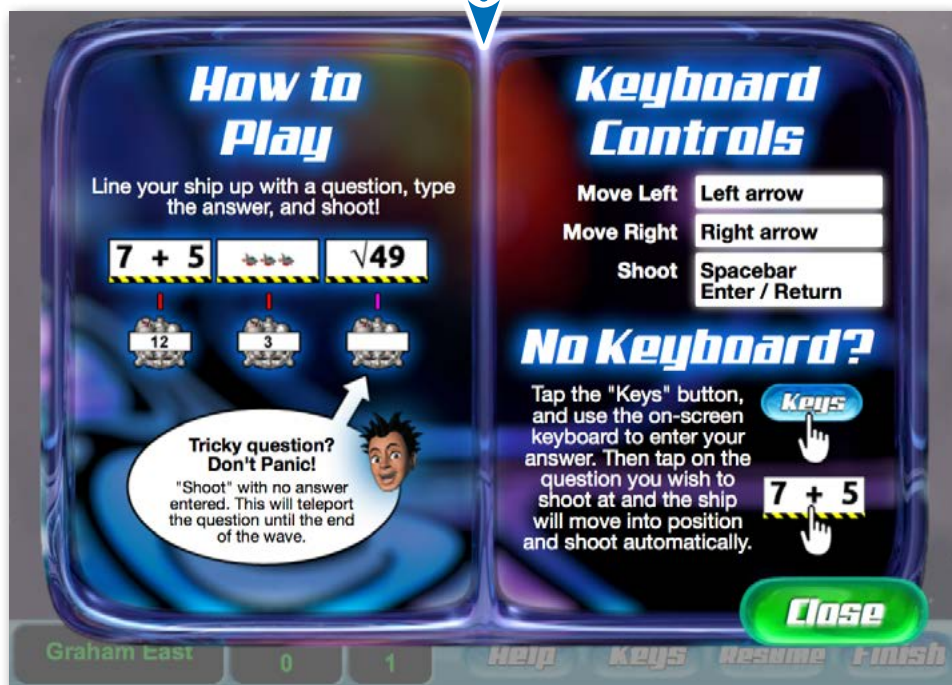 How to
Play
Line your ship up with a question, type
the answer, and shoot!
7 + 5
√49
12
3
Tricky question?
Don't Panic!
"Shoot" with no answer
entered. This will teleport
the question until the end
of the wave.
Keyboard
Controls
Move Left Left arrow
Move Right Right arrow
Shoot Spacebar
Enter / Return
No Keyboard?
Tap the "Keys" button,
and use the on-screen
keyboard to enter your
answer. Then tap on the
question you wish to
shoot at and the ship
will move into position
and shoot automatically.
Keys
7 + 5
Close
Graham East 0 1 Help Keys Resume Finish